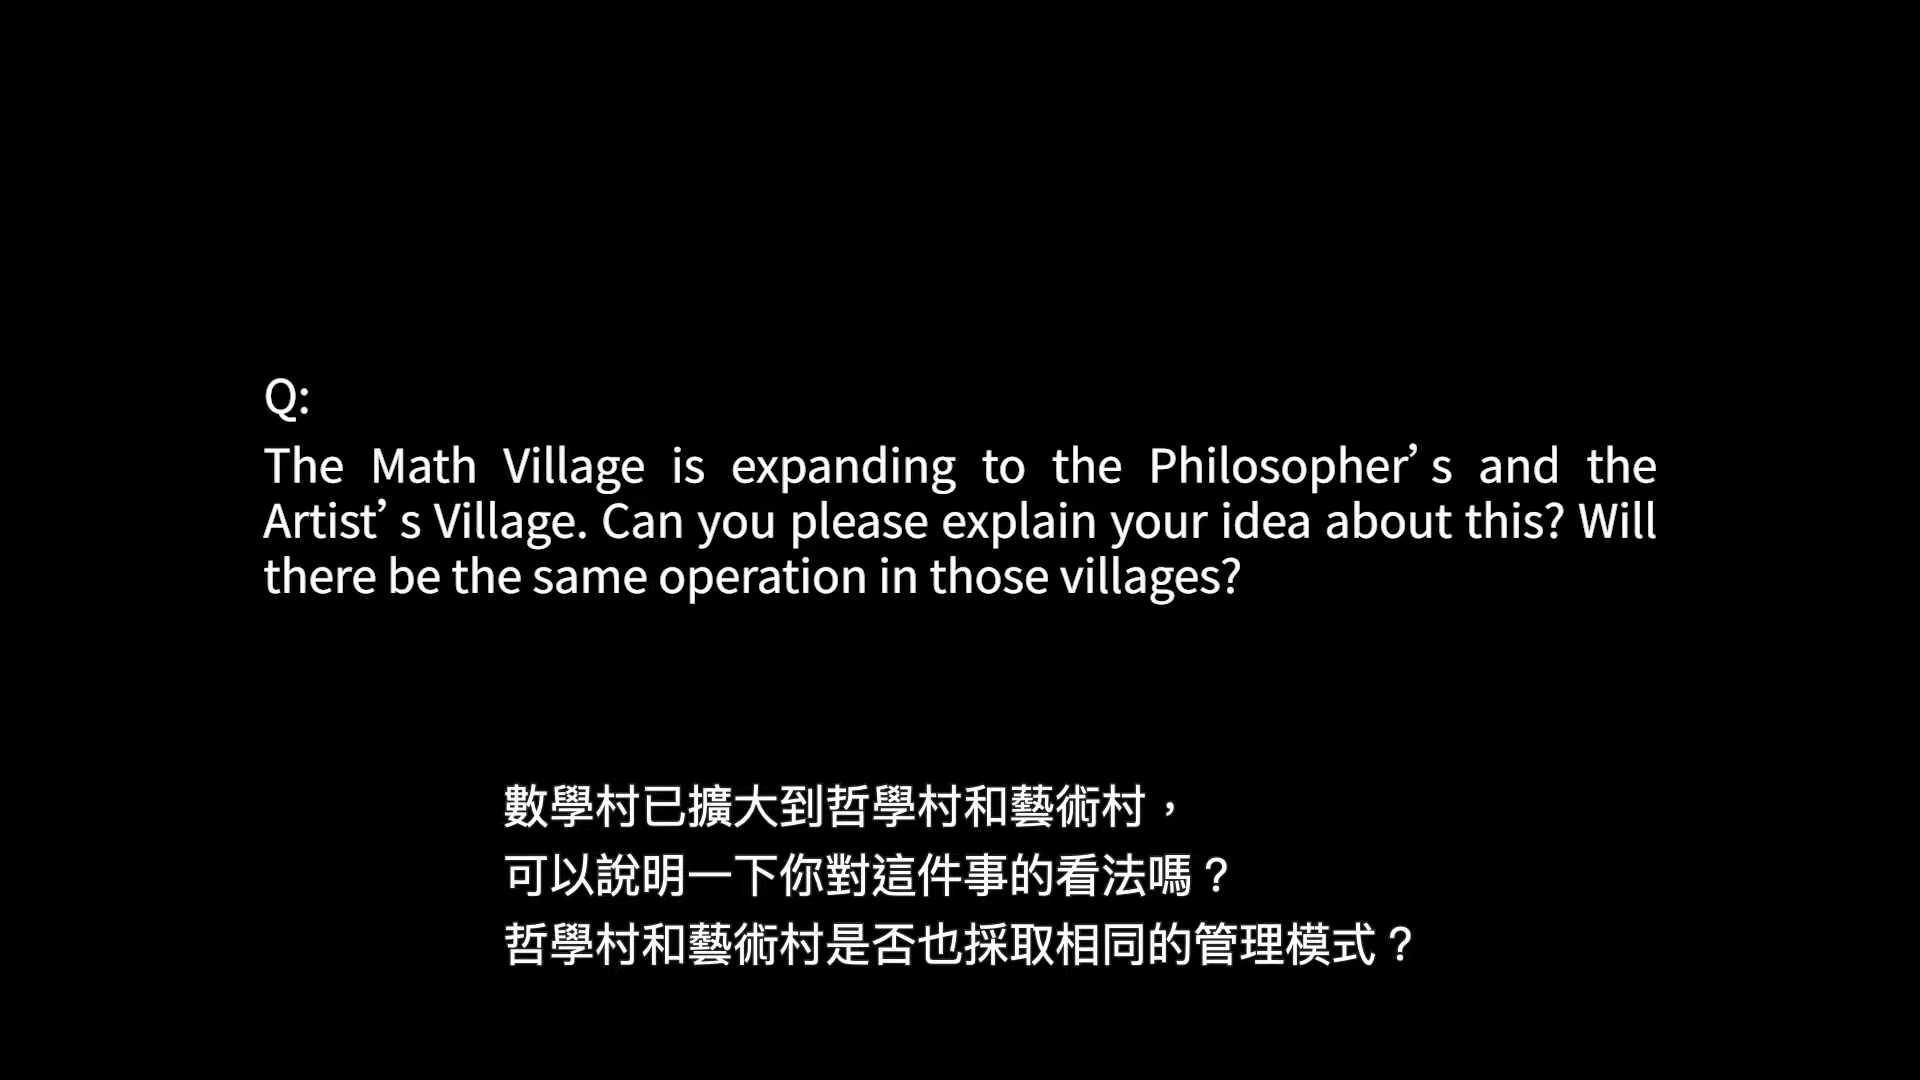 Q:
The Math Village is expanding to the Philosopher’s and the
Artist’s Village. Can you please explain your idea about this? Will
there be the same operation in those villages?
數學村已擴大到哲學村和藝術村，
可以說明一下你對這件事的看法嗎？
哲學村和藝術村是否也採取相同的管理模式？